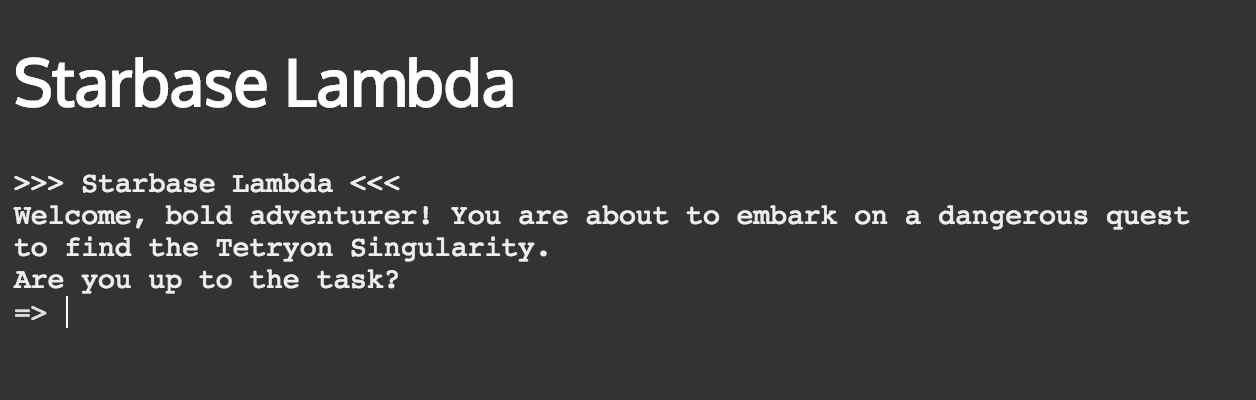 Starbase Lambda
>>> Starbase Lambda <<<
Welcome, bold adventurer! You are about to embark on a dangerous quest
to find the Tetryon Singularity.
Are you up to the task?
=>